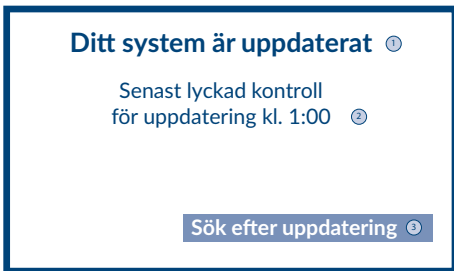 Ditt system är uppdaterat 1
Senast lyckad kontroll
för uppdatering kl. 1:00 2
Sök efter uppdatering 3